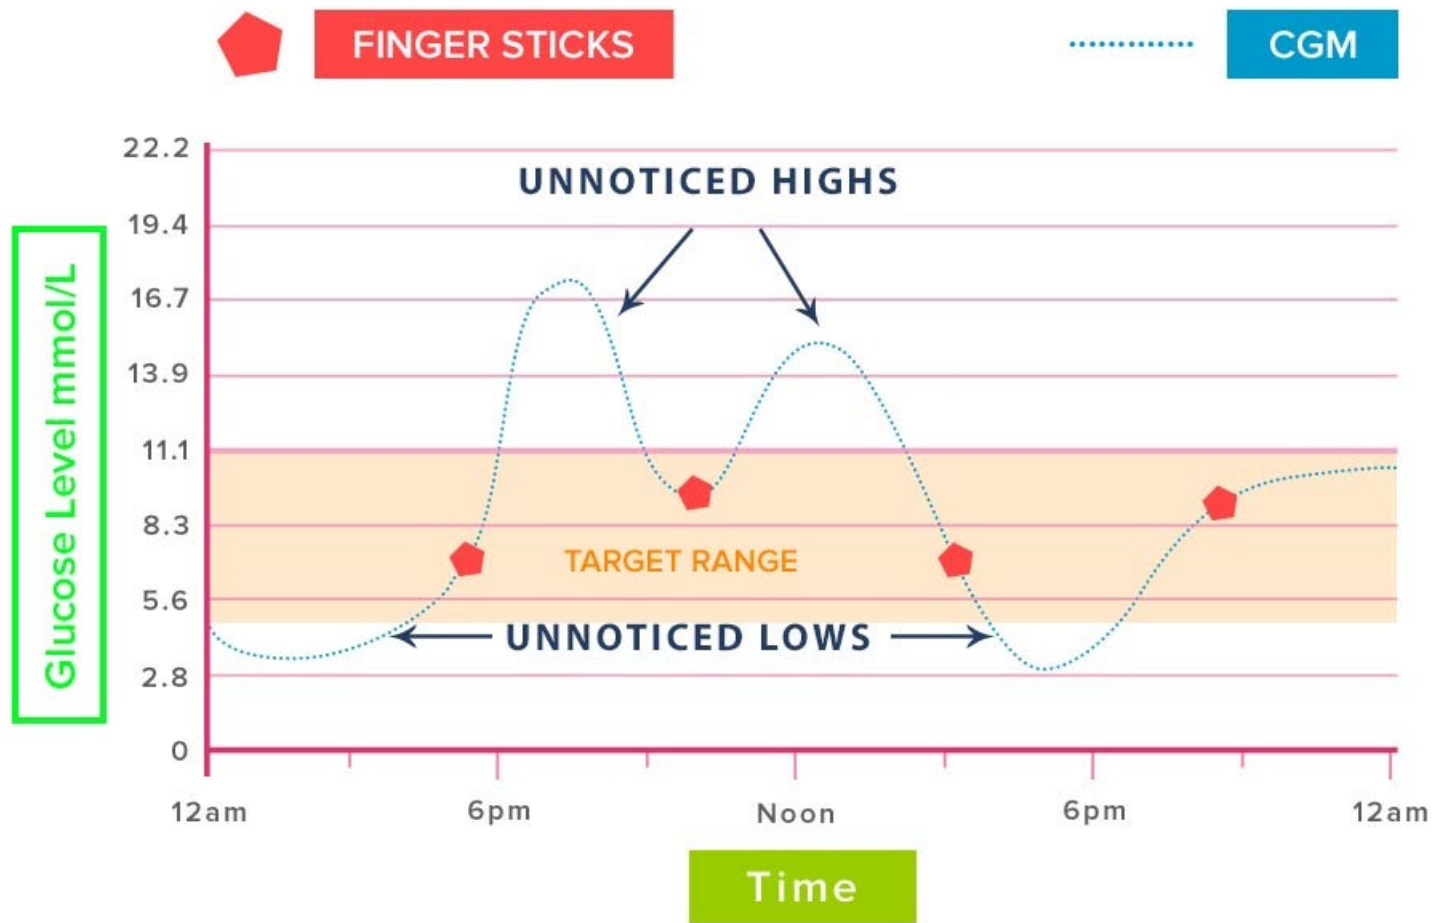 FINGER STICKS
CGM
22.2
UNNOTICED HIGHS
19.4
16.7
13.9
11.1
8.3
TARGET RANGE
5.6
UNNOTICED LOWS
2.8
0
Glucose Level mmol/L
12am 6pm Noon 6pm 12am
Time